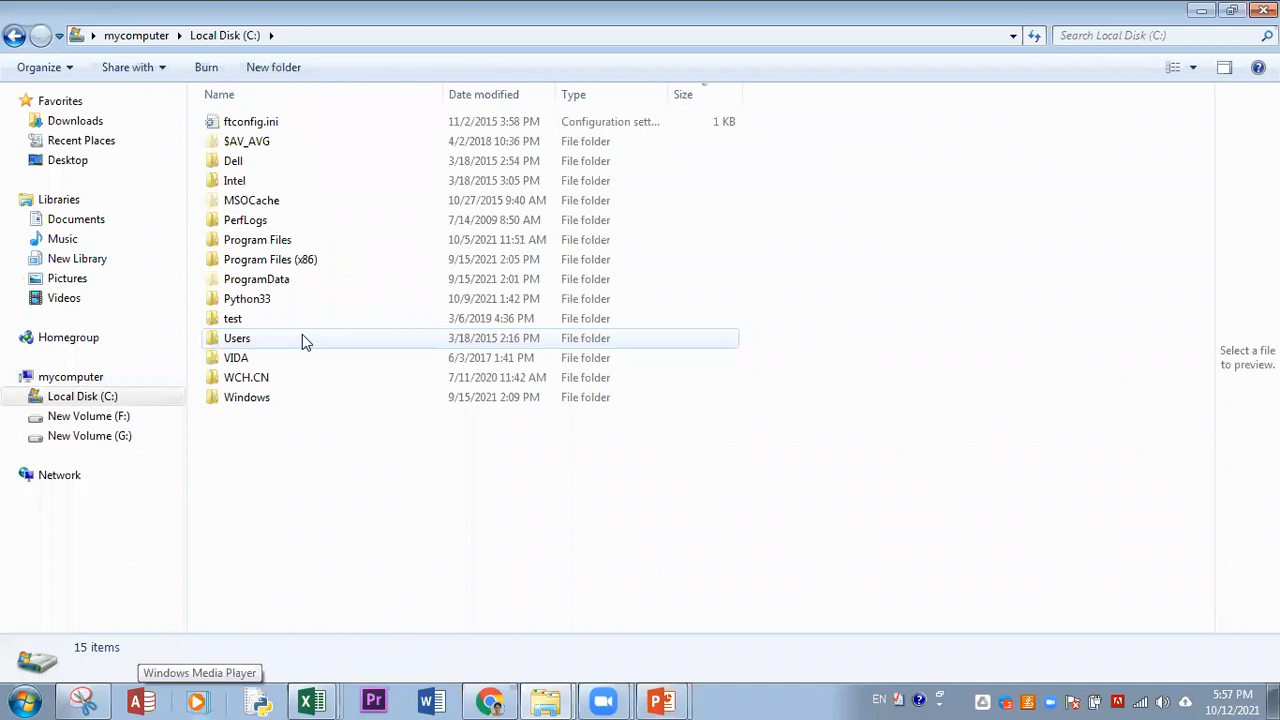 mycomputer Local Disk (C:) Search Local Disk (C:)
Organize Share with Burn New folder
Name Date modified Type Size
Favorites
Downloads
Recent Places
Desktop
Libraries
Documents
Music
New Library
Pictures
Videos
Homegroup
mycomputer
Local Disk (C:)
New Volume (F:)
New Volume (G:)
Network
ftconfig.ini 11/2/2015 3:58 PM Configuration sett... 1 KB
$AV_AVG 4/2/2018 10:36 PM File folder
Dell 3/18/2015 2:54 PM File folder
Intel 3/18/2015 3:05 PM File folder
MSOCache 10/27/2015 9:40 AM File folder
PerfLogs 7/14/2009 8:50 AM File folder
Program Files 10/5/2021 11:51 AM File folder
Program Files (x86) 9/15/2021 2:05 PM File folder
ProgramData 9/15/2021 2:01 PM File folder
Python33 10/9/2021 1:42 PM File folder
test 3/6/2019 4:36 PM File folder
Users 3/18/2015 2:16 PM File folder
VIDA 6/3/2017 1:41 PM File folder
WCH.CN 7/11/2020 11:42 AM File folder
Windows 9/15/2021 2:09 PM File folder
Select a file
to preview.
15 items
Windows Media Player
EN
5:57 PM
10/12/2021